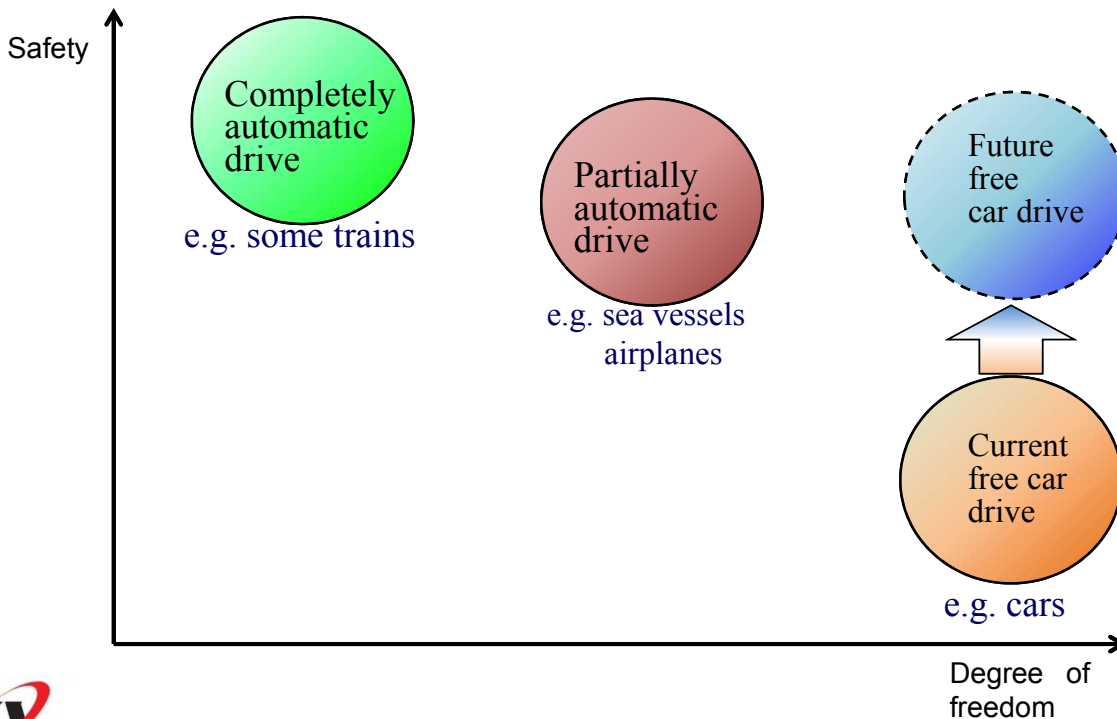 Safety
Completely
automatic
drive
e.g. some trains
Partially
automatic
drive
e.g. sea vessels
airplanes
Future
free
car drive
Current
free car
drive
e.g. cars
Degree of
freedom